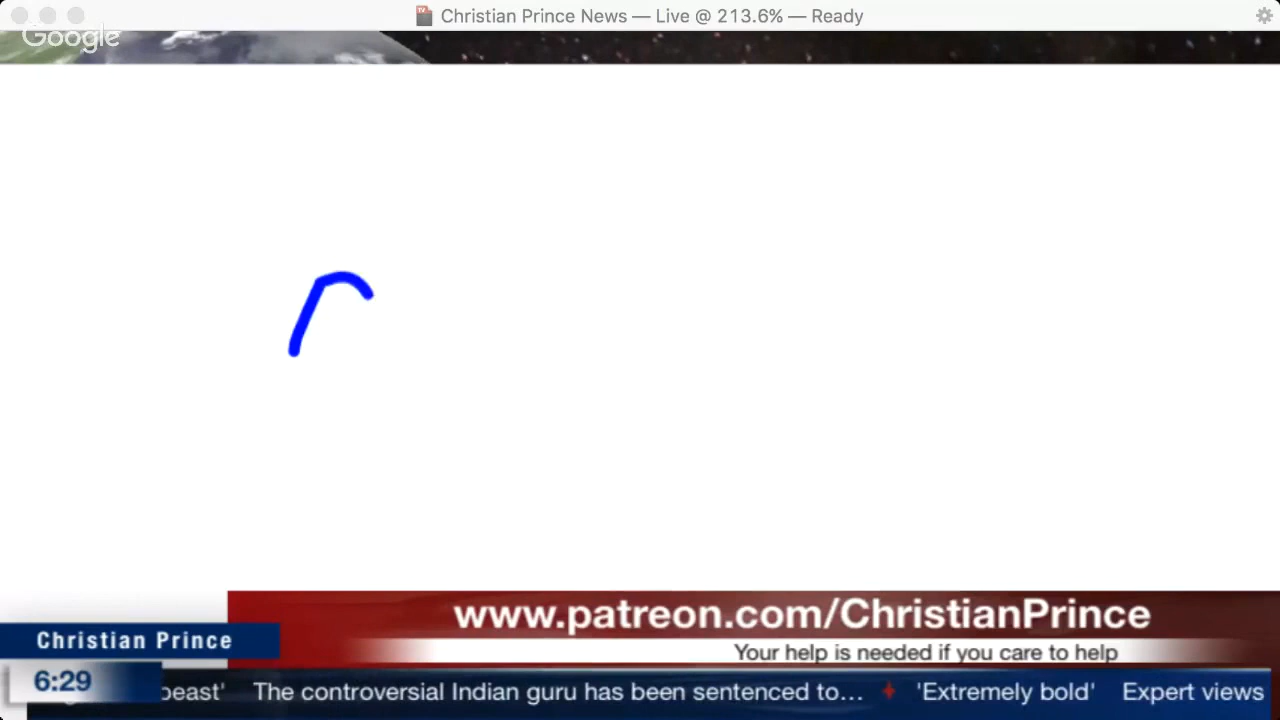 Christian Prince News — Live @ 213.6% — Ready
Google
www.patreon.com/ChristianPrince
Your help is needed if you care to help
Christian Prince
6:29
beast' The controversial Indian guru has been sentenced to... 'Extremely bold' Expert views